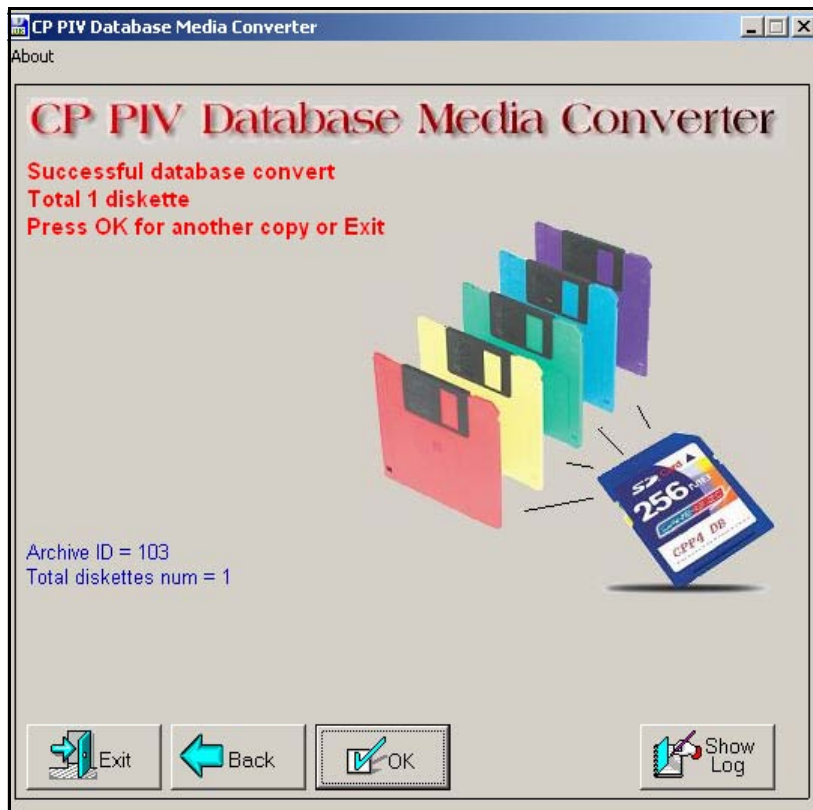 CP PIV Database Media Converter
About
CP PIV Database Media Converter
Successful database convert
Total 1 diskette
Press OK for another copy or Exit
SD Card
256 MB
CPP4 DB
Archive ID = 103
Total diskettes num = 1
Exit
Back
OK
Show
Log